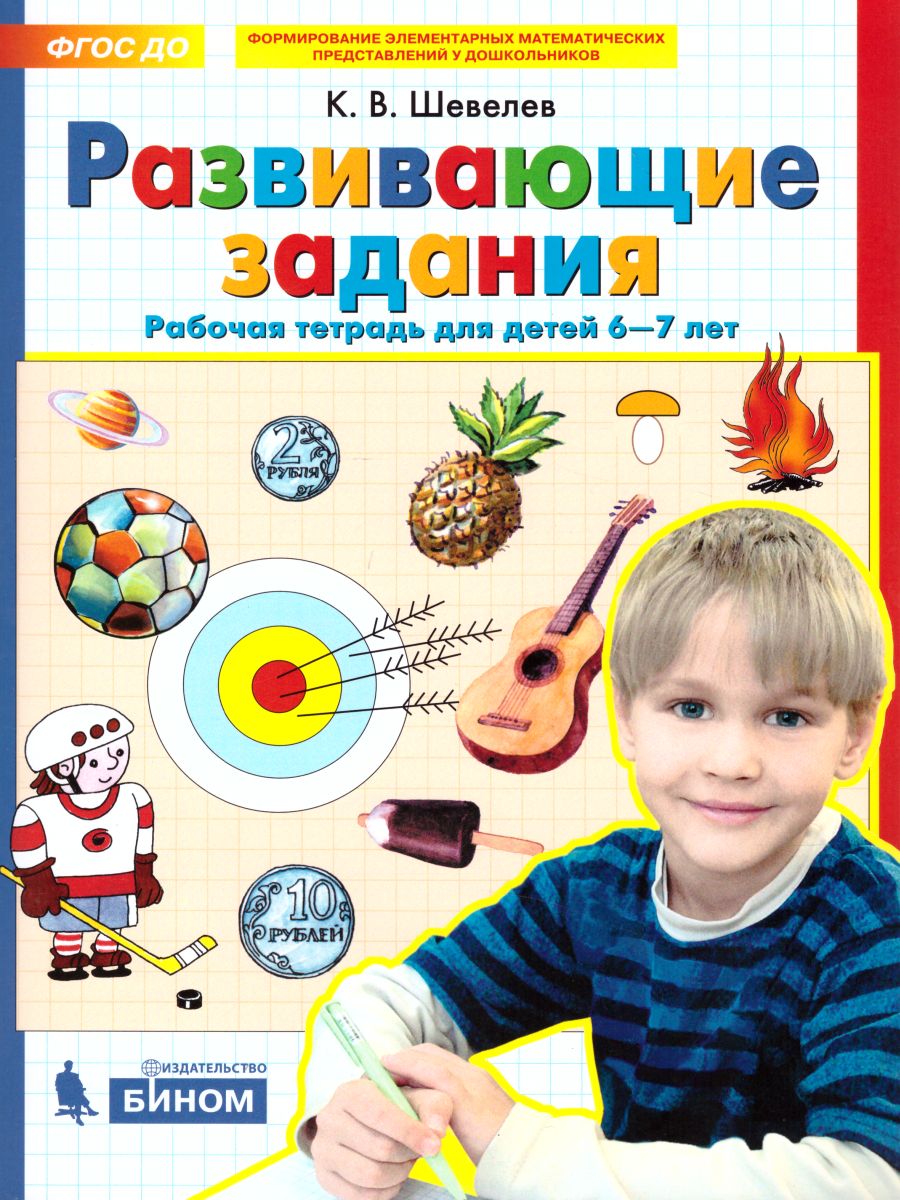 ФГОС ДО
ФОРМИРОВАНИЕ ЭЛЕМЕНТАРНЫХ МАТЕМАТИЧЕСКИХ
ПРЕДСТАВЛЕНИЙ У ДОШКОЛЬНИКОВ
К. В. Шевелев
Развивающие
задания
Рабочая тетрадь для детей 6—7 лет
2
РУБЛЯ
10
РУБЛЕЙ
ИЗДАТЕЛЬСТВО
БИНОМ